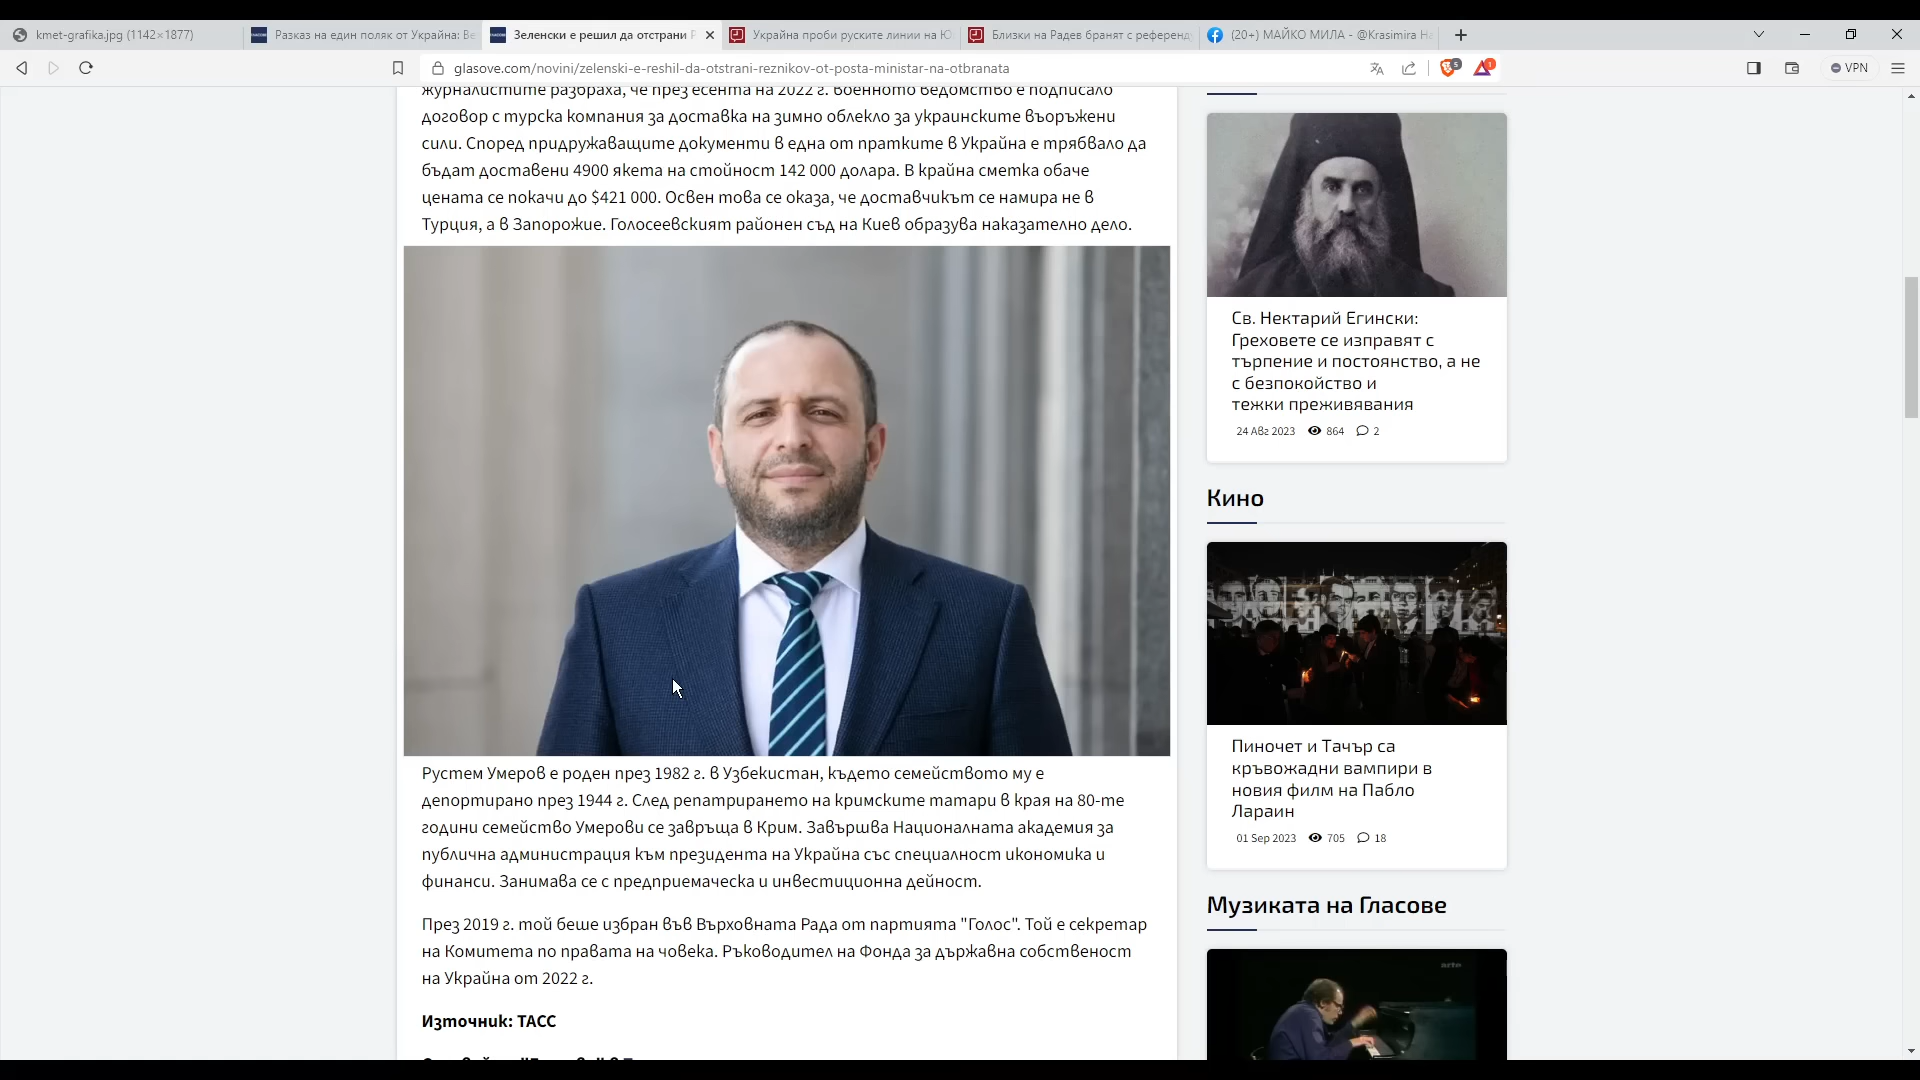 kmet-grafika.jpg (1142×1877)
Разказ на един поляк от Украйна: Ве
Зеленски е решил да отстрани Р
Украйна проби руските линии на Ю
Близки на Радев бранят с референду
(20+) МАЙКО МИЛА - @Krasimira Ha
glasove.com/novini/zelenski-e-reshil-da-otstrani-reznikov-ot-posta-ministar-na-otbranata
5
1
VPN
журналистите разбраха, че през есента на 2022 г. военното ведомство е подписало
договор с турска компания за доставка на зимно облекло за украинските въоръжени
сили. Според придружаващите документи в една от пратките в Украйна е трябвало да
бъдат доставени 4900 якета на стойност 142 000 долара. В крайна сметка обаче
цената се покачи до $421 000. Освен това се оказа, че доставчикът се намира не в
Турция, а в Запорожие. Голосеевският районен съд на Киев образува наказателно дело.
Рустем Умеров е роден през 1982 г. в Узбекистан, където семейството му е
депортирано през 1944 г. След репатрирането на кримските татари в края на 80-те
години семейство Умерови се завръща в Крим. Завършва Националната академия за
публична администрация към президента на Украйна със специалност икономика и
финанси. Занимава се с предприемаческа и инвестиционна дейност.
През 2019 г. той беше избран във Върховната Рада от партията "Голос". Той е секретар
на Комитета по правата на човека. Ръководител на Фонда за държавна собственост
на Украйна от 2022 г.
Източник: ТАСС
Св. Нектарий Егински:
Греховете се изправят с
търпение и постоянство, а не
с безпокойство и
тежки преживявания
24 Авг 2023 864 2
Кино
Пиночет и Тачър са
кръвожадни вампири в
новия филм на Пабло
Лараин
01 Sep 2023 705 18
Музиката на Гласове
arte